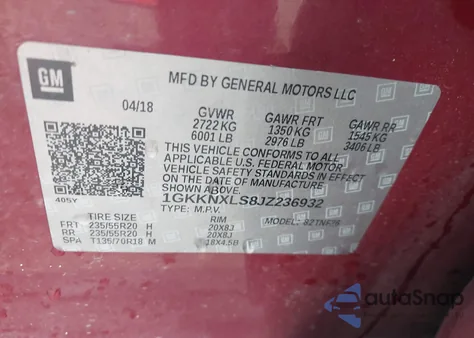 GM
MFD BY GENERAL MOTORS LLC
04/18
GVWR
2722 KG
6001 LB
GAWR FRT
1350 KG
2976 LB
GAWR RR
1545 KG
3406 LB
THIS VEHICLE CONFORMS TO ALL
APPLICABLE U.S. FEDERAL MOTOR
VEHICLE SAFETY STANDARDS IN EFFECT
ON THE DATE OF MANUFACTURE
SHOWN ABOVE.
1GKKNXLS8JZ236932
TYPE: M.P.V.
MODEL:
405Y
TIRE SIZE
RIM
FRT 235/55R20 H 20X8J
RR 235/55R20 H 20X8J
SPA T135/70R18 M 18X4.5B
autoSnap